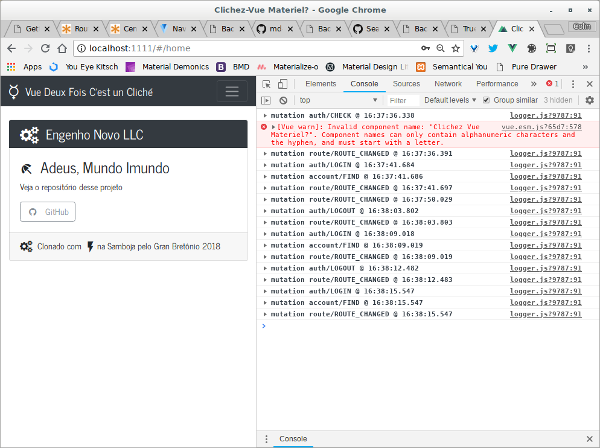 Clichez-Vue Materiel? - Google Chrome
Get
Rou
Cer
Nav
Bac
md
Bac
Sea
Bac
True
Clic
Colin
localhost:1111/#/home
Apps
You Eye Kitsch
Material Demonics
BMD
Materialize-o
Material Design Li
Semantical You
Pure Drawer
»
Vue Deux Fois C'est un Cliché
Engenho Novo LLC
Adeus, Mundo Imundo
Veja o repositório desse projeto
GitHub
Clonado com na Samboja pelo Gran Bretónio 2018
Elements Console Sources Network Performance » 1
top Filter Default levels ▼ Group similar 3 hidden
mutation auth/CHECK @ 16:37:36.330 logger.js?9787:91
[Vue warn]: Invalid component name: "Clichez Vue vue.esm.js?65d7:578
Materiel?". Component names can only contain alphanumeric characters and
the hyphen, and must start with a letter.
mutation route/ROUTE_CHANGED @ 16:37:36.391 logger.js?9787:91
mutation auth/LOGIN @ 16:37:41.684 logger.js?9787:91
mutation account/FIND @ 16:37:41.686 logger.js?9787:91
mutation route/ROUTE_CHANGED @ 16:37:41.697 logger.js?9787:91
mutation route/ROUTE_CHANGED @ 16:37:50.029 logger.js?9787:91
mutation auth/LOGOUT @ 16:38:03.802 logger.js?9787:91
mutation route/ROUTE_CHANGED @ 16:38:03.803 logger.js?9787:91
mutation auth/LOGIN @ 16:38:09.018 logger.js?9787:91
mutation account/FIND @ 16:38:09.019 logger.js?9787:91
mutation route/ROUTE_CHANGED @ 16:38:09.019 logger.js?9787:91
mutation auth/LOGOUT @ 16:38:12.482 logger.js?9787:91
mutation route/ROUTE_CHANGED @ 16:38:12.483 logger.js?9787:91
mutation auth/LOGIN @ 16:38:15.547 logger.js?9787:91
mutation account/FIND @ 16:38:15.547 logger.js?9787:91
mutation route/ROUTE_CHANGED @ 16:38:15.547 logger.js?9787:91
Console